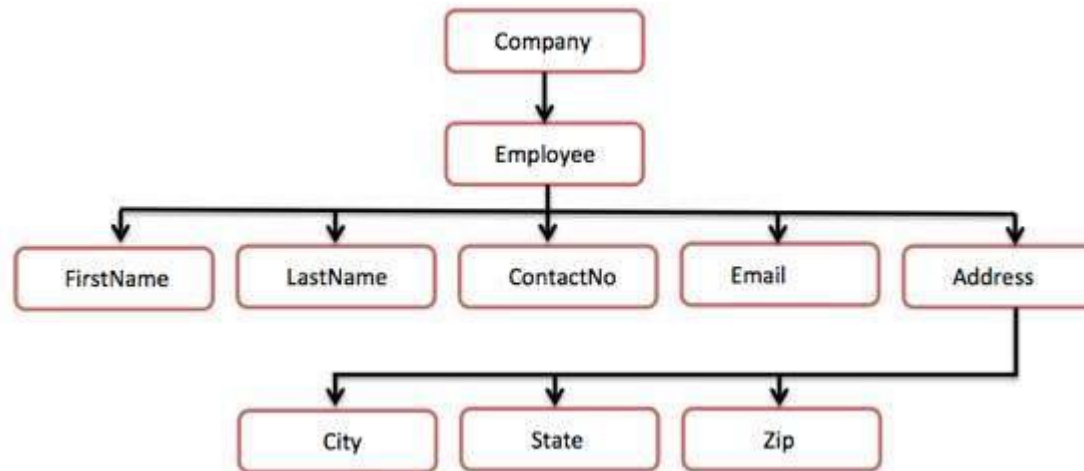 Company
Employee
FirstName
LastName
ContactNo
Email
Address
City
State
Zip